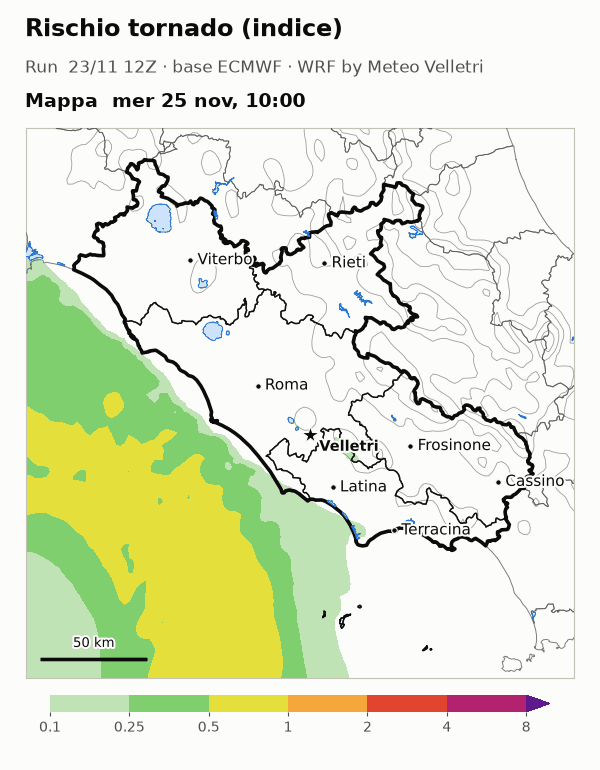 Rischio tornado (indice)
Run  23/11 12Z · base ECMWF · WRF by Meteo Velletri
Mappa  mer 25 nov, 10:00
Viterbo
Rieti
Roma
Velletri
Frosinone
Cassino
Latina
Terracina
50 km
0.1 0.25 0.5 1 2 4 8